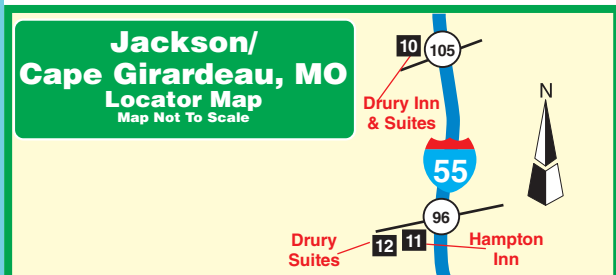 Jackson/
Cape Girardeau, MO
Locator Map
Map Not To Scale
10
105
Drury Inn
& Suites
N
55
96
Drury
Suites
12
11
Hampton
Inn